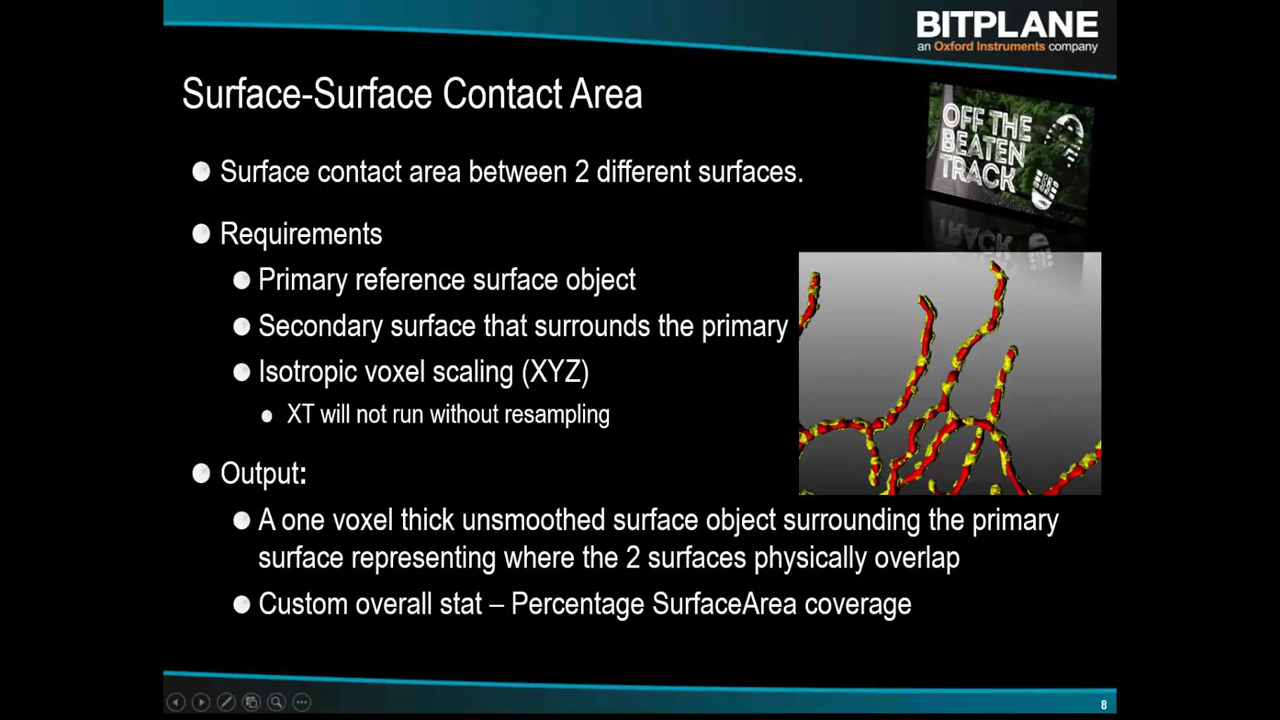 BITPLANE
an Oxford Instruments company
Surface-Surface Contact Area
OFF THE
BEATEN
TRACK
Surface contact area between 2 different surfaces.
Requirements
Primary reference surface object
Secondary surface that surrounds the primary
Isotropic voxel scaling (XYZ)
XT will not run without resampling
Output:
A one voxel thick unsmoothed surface object surrounding the primary
surface representing where the 2 surfaces physically overlap
Custom overall stat – Percentage SurfaceArea coverage
8